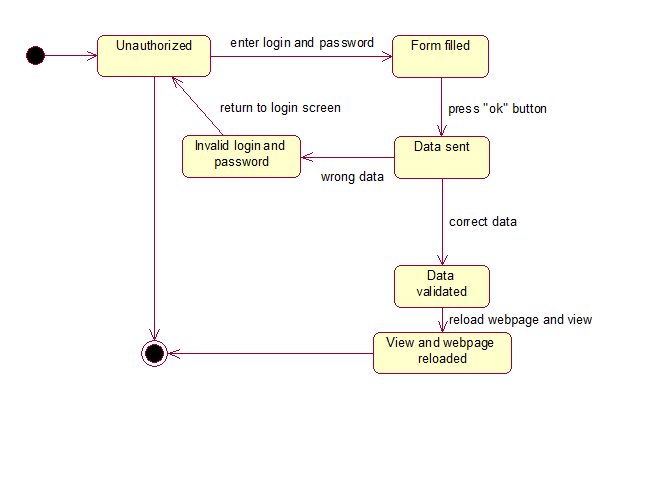 Unauthorized
enter login and password
Form filled
return to login screen
press "ok" button
Invalid login and
password
Data sent
wrong data
correct data
Data
validated
reload webpage and view
View and webpage
reloaded